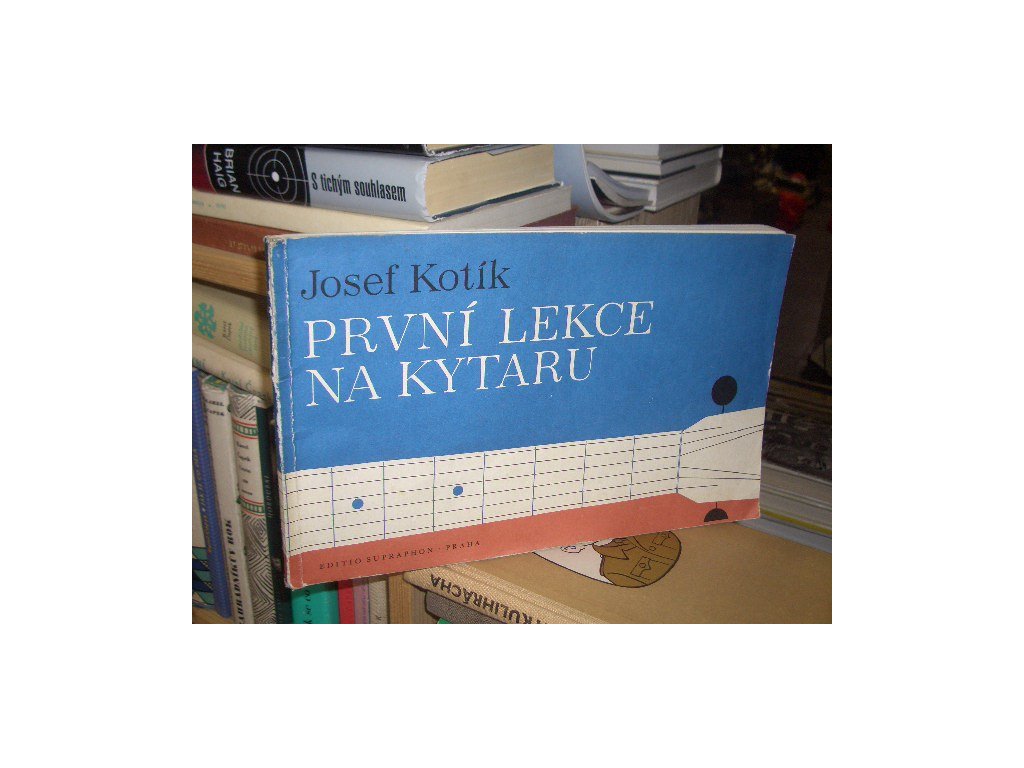 BRIAN
HAIG
S tichým souhlasem
Josef Kotík
PRVNÍ LEKCE
NA KYTARU
EDITIO SUPRAPHON · PRAHA
KULIHRÁCHA